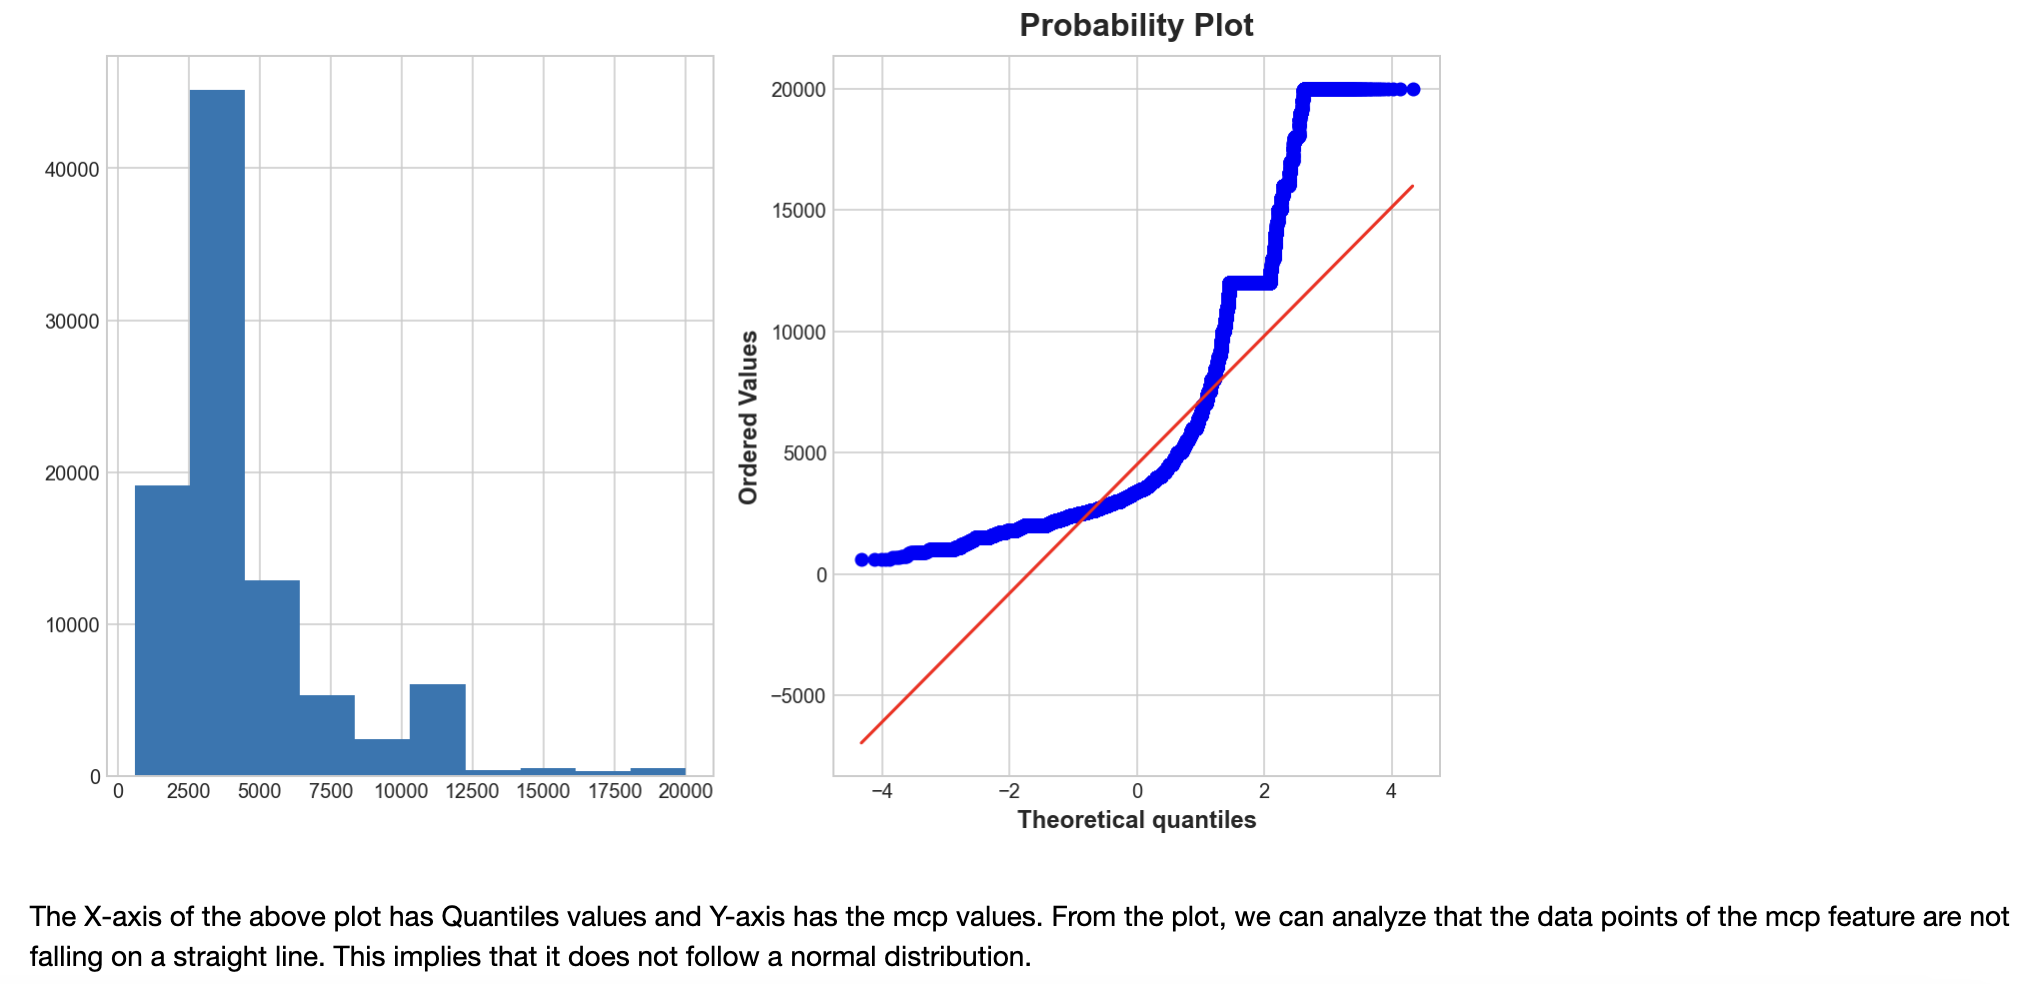 Probability Plot
40000
30000
20000
10000
0
0 2500 5000 7500 10000 12500 15000 17500 20000
Ordered Values
20000
15000
10000
5000
0
−5000
−4 −2 0 2 4
Theoretical quantiles
The X-axis of the above plot has Quantiles values and Y-axis has the mcp values. From the plot, we can analyze that the data points of the mcp feature are not
falling on a straight line. This implies that it does not follow a normal distribution.